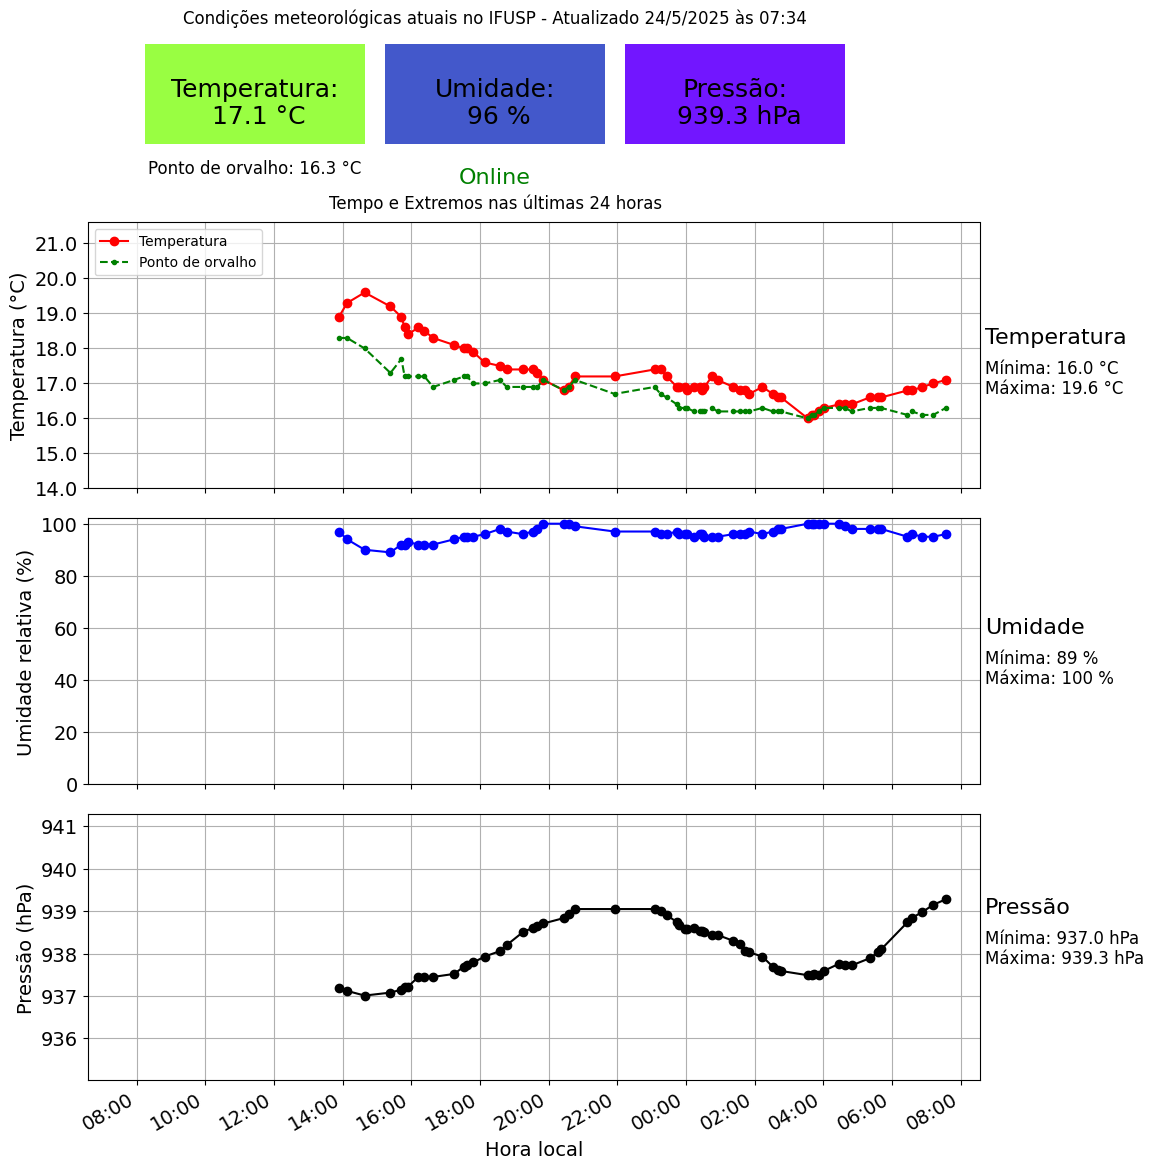 Condições meteorológicas atuais no IFUSP - Atualizado 24/5/2025 às 07:34
Temperatura:
17.1 °C
Umidade:
96 %
Pressão:
939.3 hPa
Ponto de orvalho: 16.3 °C
Online
Tempo e Extremos nas últimas 24 horas
Temperatura (°C)
21.0
20.0
19.0
18.0
17.0
16.0
15.0
14.0
Temperatura
Ponto de orvalho
Temperatura
Mínima: 16.0 °C
Máxima: 19.6 °C
Umidade relativa (%)
100
80
60
40
20
0
Umidade
Mínima: 89 %
Máxima: 100 %
Pressão (hPa)
941
940
939
938
937
936
Pressão
Mínima: 937.0 hPa
Máxima: 939.3 hPa
08:00
10:00
12:00
14:00
16:00
18:00
20:00
22:00
00:00
02:00
04:00
06:00
08:00
Hora local